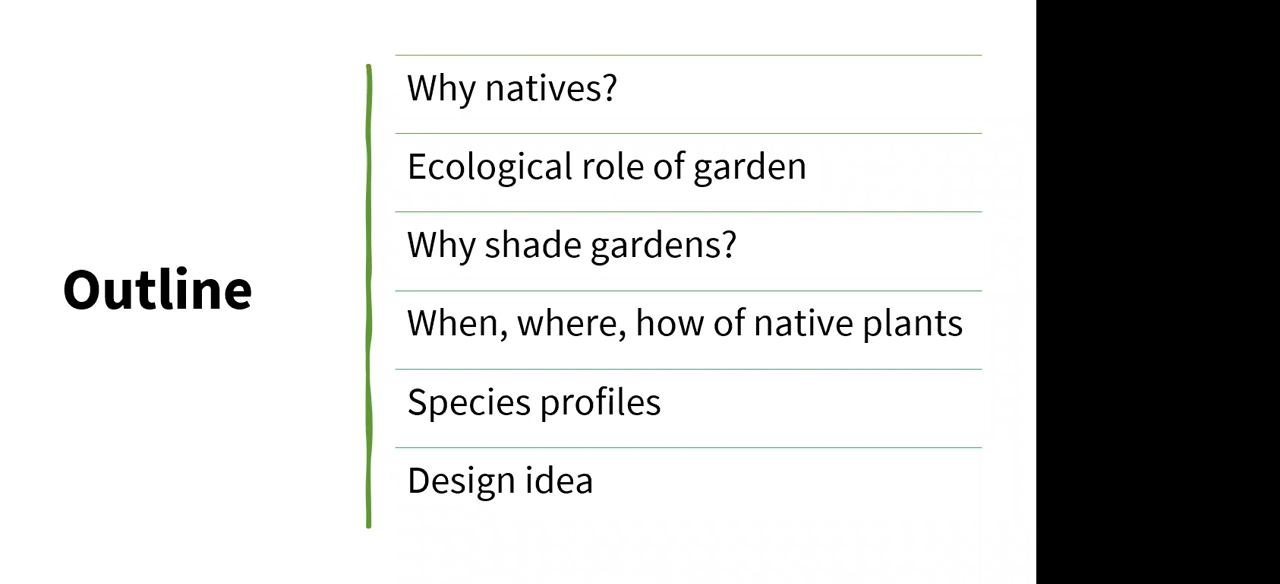 Outline
Why natives?
Ecological role of garden
Why shade gardens?
When, where, how of native plants
Species profiles
Design idea